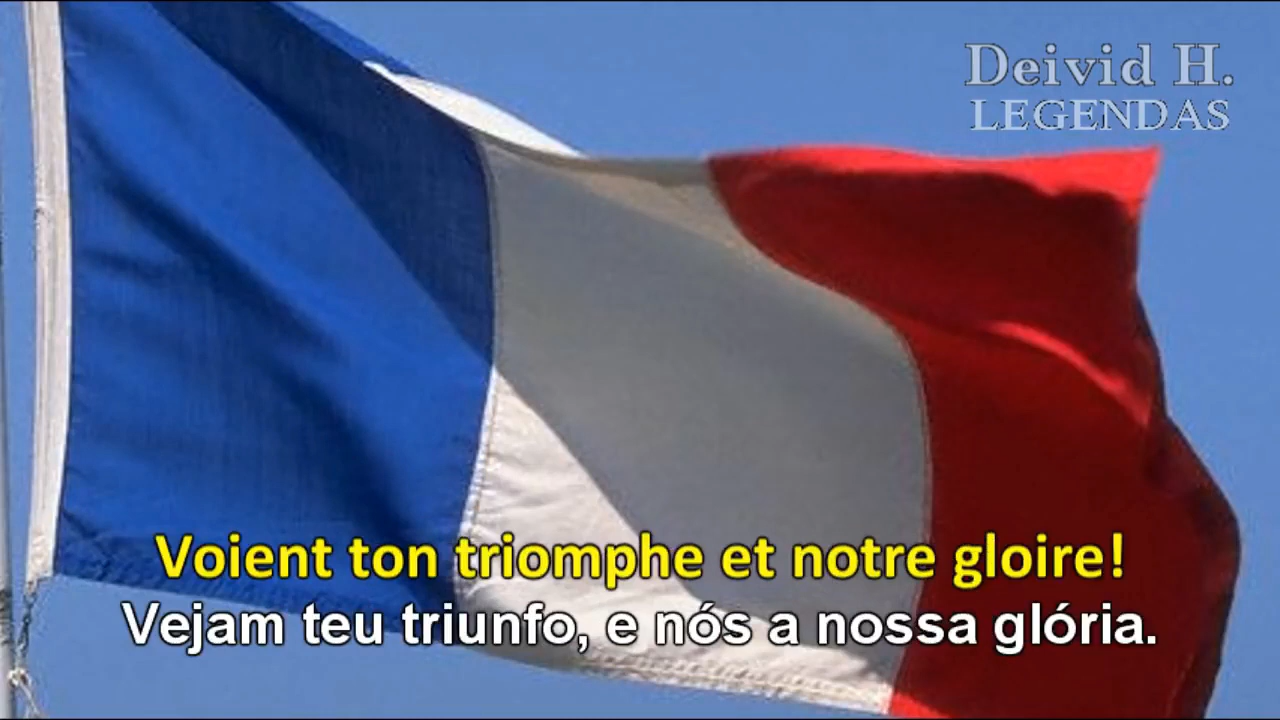 Deivid H.
LEGENDAS
Voient ton triomphe et notre gloire!
Vejam teu triunfo, e nós a nossa glória.